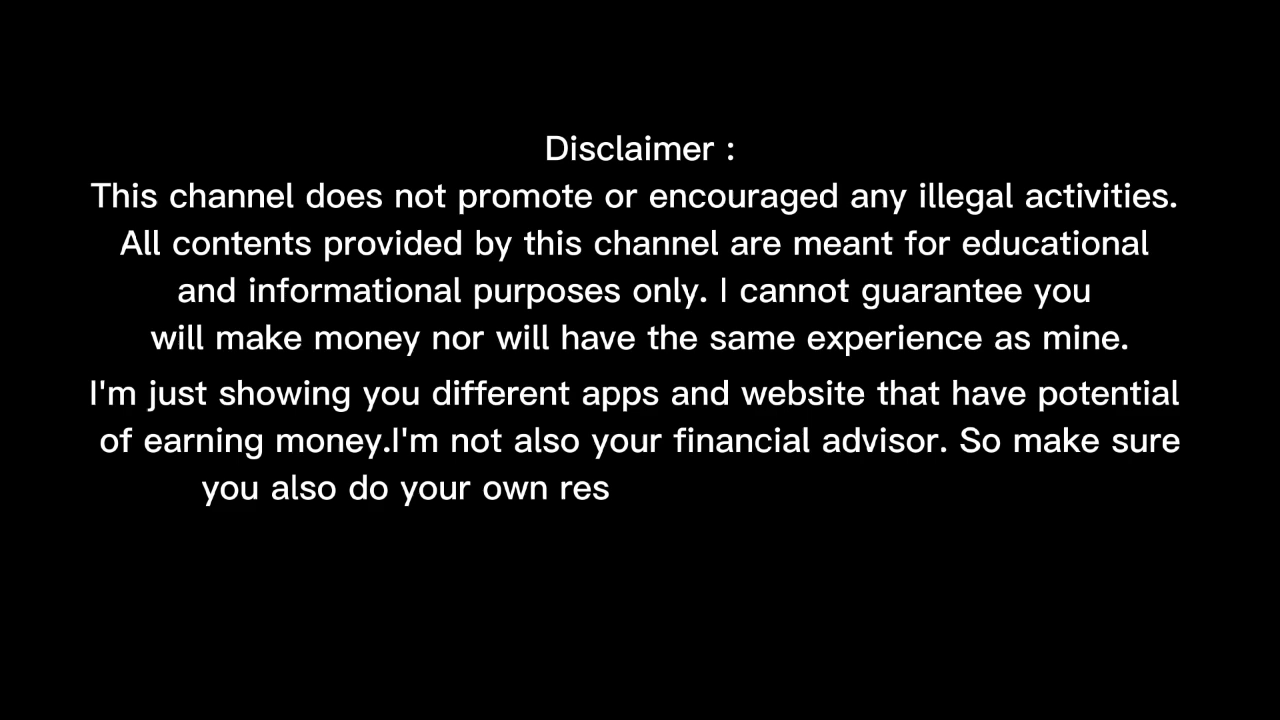 Disclaimer :
This channel does not promote or encouraged any illegal activities.
All contents provided by this channel are meant for educational
and informational purposes only. I cannot guarantee you
will make money nor will have the same experience as mine.
I'm just showing you different apps and website that have potential
of earning money.I'm not also your financial advisor. So make sure
you also do your own res